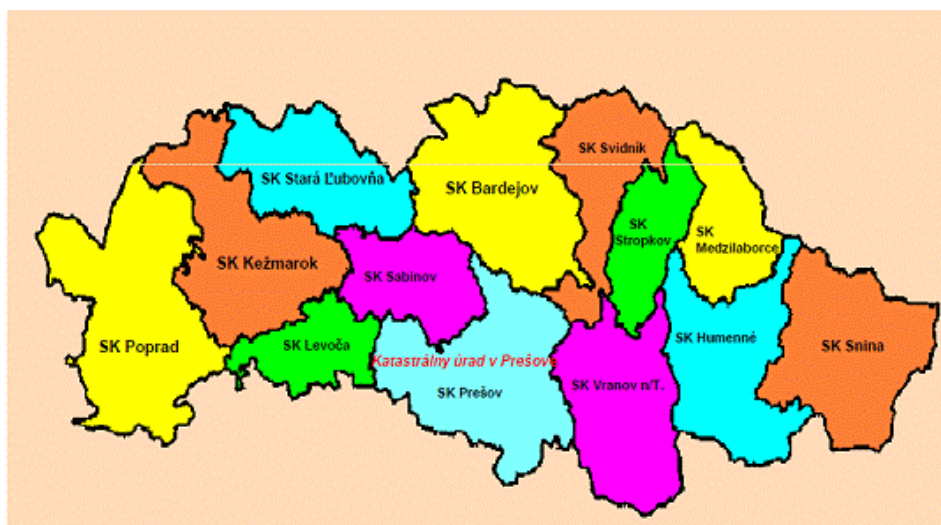 SK Svidník
SK Stará Ľubovňa
SK Bardejov
SK
Stropkov
SK
Medzilaborce
SK Kežmarok
SK Sabinov
SK Poprad
SK Levoča
SK Humenné
SK Snina
Katastrálny úrad v Prešove
SK Prešov
SK Vranov n/T.